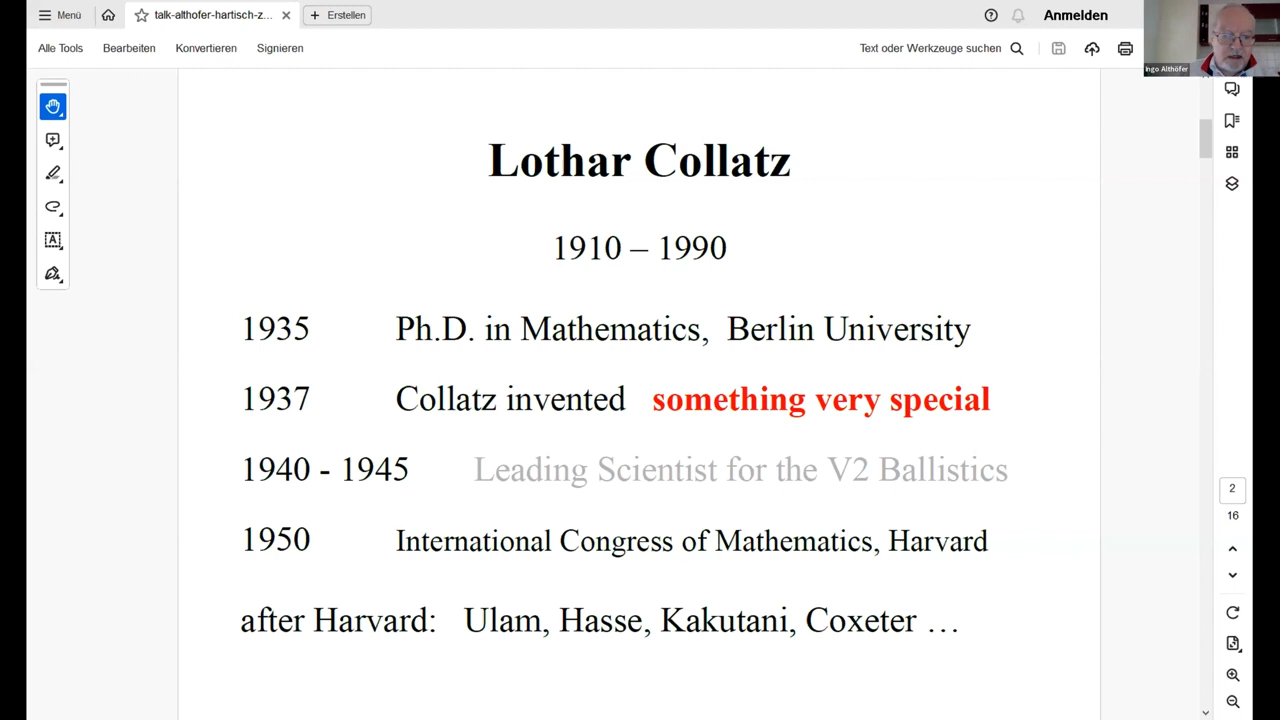 Menü
talk-althofer-hartisch-z...
Erstellen
Anmelden
Alle Tools
Bearbeiten
Konvertieren
Signieren
Text oder Werkzeuge suchen
Ingo Althöfer
Lothar Collatz
1910 – 1990
1935 Ph.D. in Mathematics, Berlin University
1937 Collatz invented something very special
1940 - 1945 Leading Scientist for the V2 Ballistics
1950 International Congress of Mathematics, Harvard
after Harvard: Ulam, Hasse, Kakutani, Coxeter …
2
16